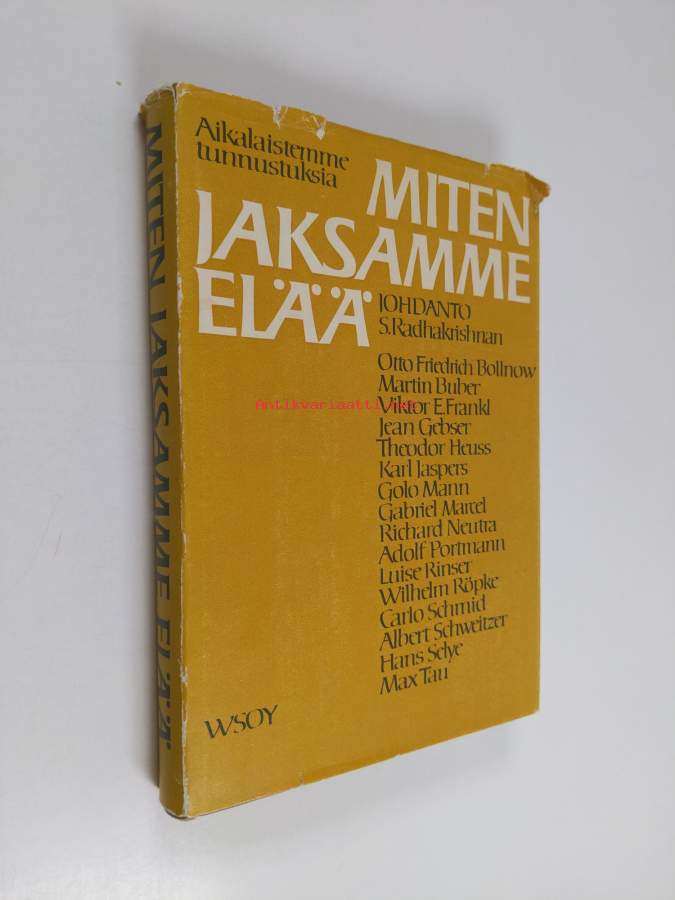 Aikalaistemme
tunnustuksia
MITEN
JAKSAMME
ELÄÄ
JOHDANTO
S.Radhakrishnan
Otto Friedrich Bollnow
Martin Buber
Viktor E.Frankl
Jean Gebser
Theodor Heuss
Karl Jaspers
Golo Mann
Gabriel Marcel
Richard Neutra
Adolf Portmann
Luise Rinser
Wilhelm Röpke
Carlo Schmid
Albert Schweitzer
Hans Selye
Max Tau
WSOY
MITEN JAKSAMME ELÄÄ
Antikvariaatti.net